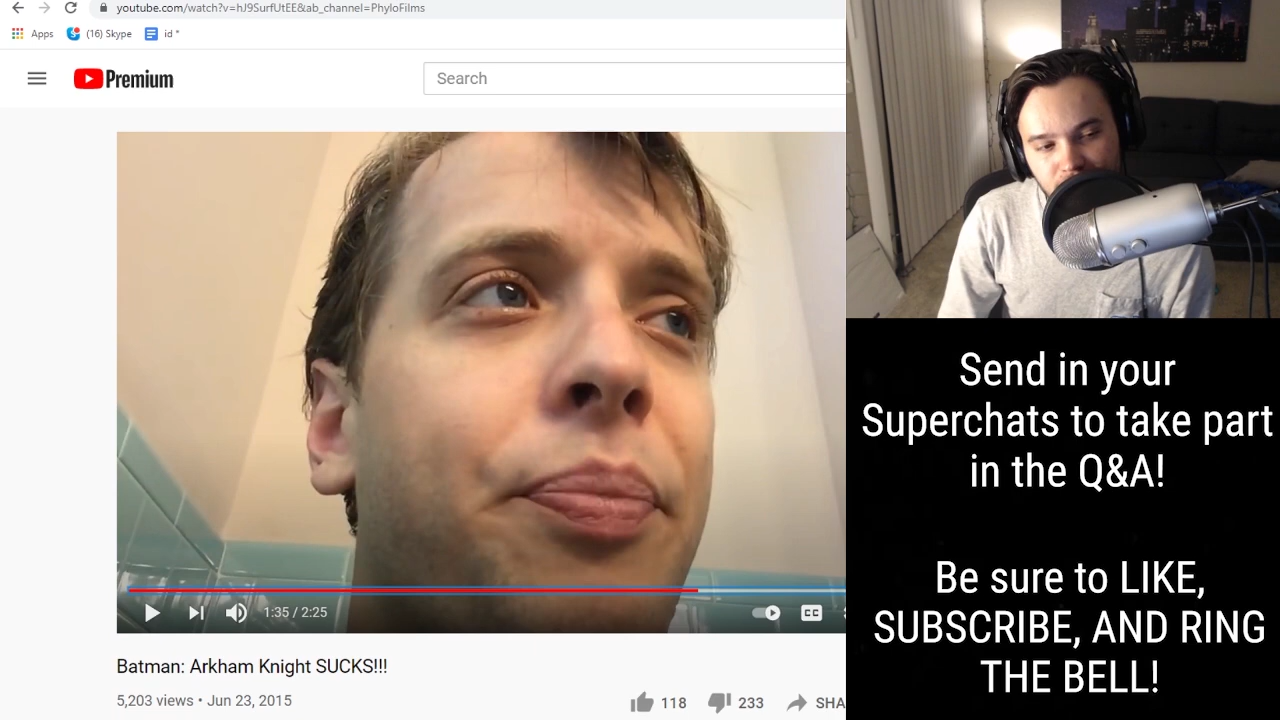 youtube.com/watch?v=hJ9SurfUtEE&ab_channel=PhyloFilms
Apps (16) Skype id *
Premium
Search
1:35 / 2:25
CC
Batman: Arkham Knight SUCKS!!!
5,203 views • Jun 23, 2015
118 233 SHA
Send in your
Superchats to take part
in the Q&A!
Be sure to LIKE,
SUBSCRIBE, AND RING
THE BELL!